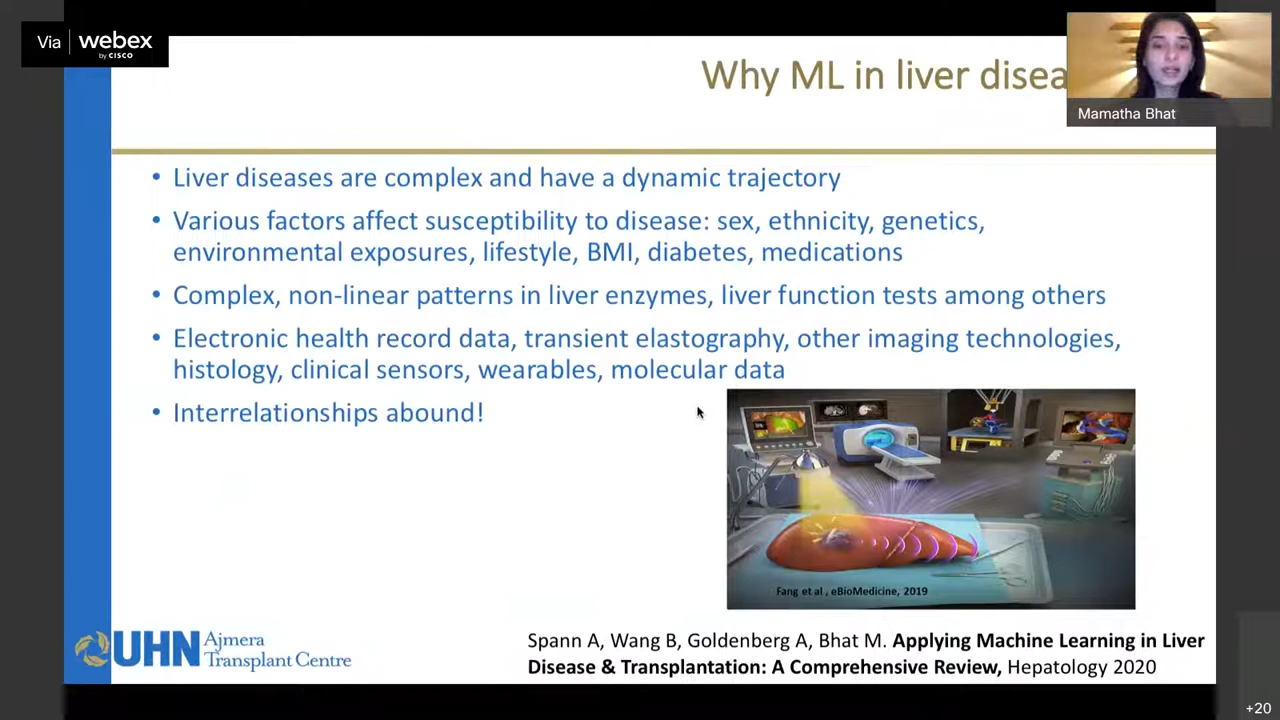 Via webex
by CISCO
Why ML in liver disea
Mamatha Bhat
• Liver diseases are complex and have a dynamic trajectory
• Various factors affect susceptibility to disease: sex, ethnicity, genetics,
environmental exposures, lifestyle, BMI, diabetes, medications
• Complex, non-linear patterns in liver enzymes, liver function tests among others
• Electronic health record data, transient elastography, other imaging technologies,
histology, clinical sensors, wearables, molecular data
• Interrelationships abound!
Fang et al , eBioMedicine, 2019
UHN Ajmera
Transplant Centre
Spann A, Wang B, Goldenberg A, Bhat M. Applying Machine Learning in Liver
Disease & Transplantation: A Comprehensive Review, Hepatology 2020
+20